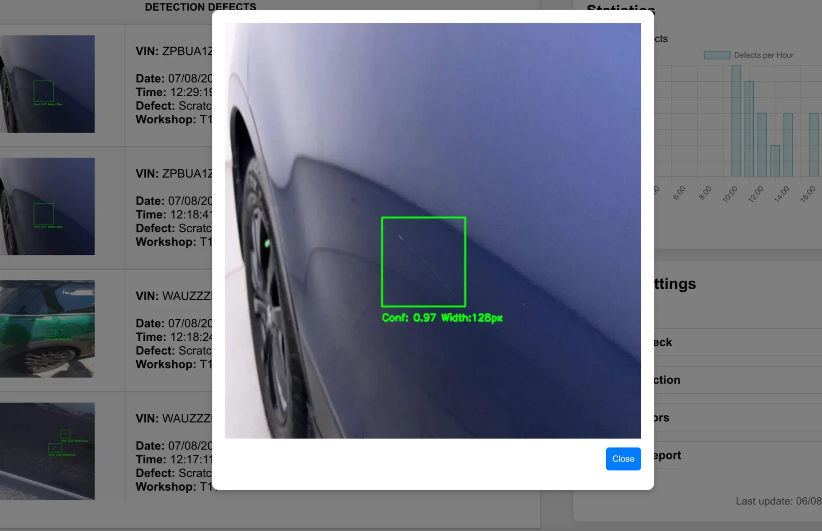 DETECTION DEFECTS
VIN: ZPBUA1Z
Date: 07/08/20
Time: 12:29:19
Defect: Scratc
Workshop: T1
VIN: ZPBUA1Z
Date: 07/08/20
Time: 12:18:41
Defect: Scratc
Workshop: T1
VIN: WAUZZZ
Date: 07/08/20
Time: 12:18:24
Defect: Scratc
Workshop: T1
VIN: WAUZZZ
Date: 07/08/20
Time: 12:17:11
Defect: Scratc
Workshop: T1
Conf: 0.97 Width:128px
Close
Statistics
cts
Defects per Hour
6:00 8:00 10:00 12:00 14:00 16:00
ttings
eck
ction
ors
eport
Last update: 06/08